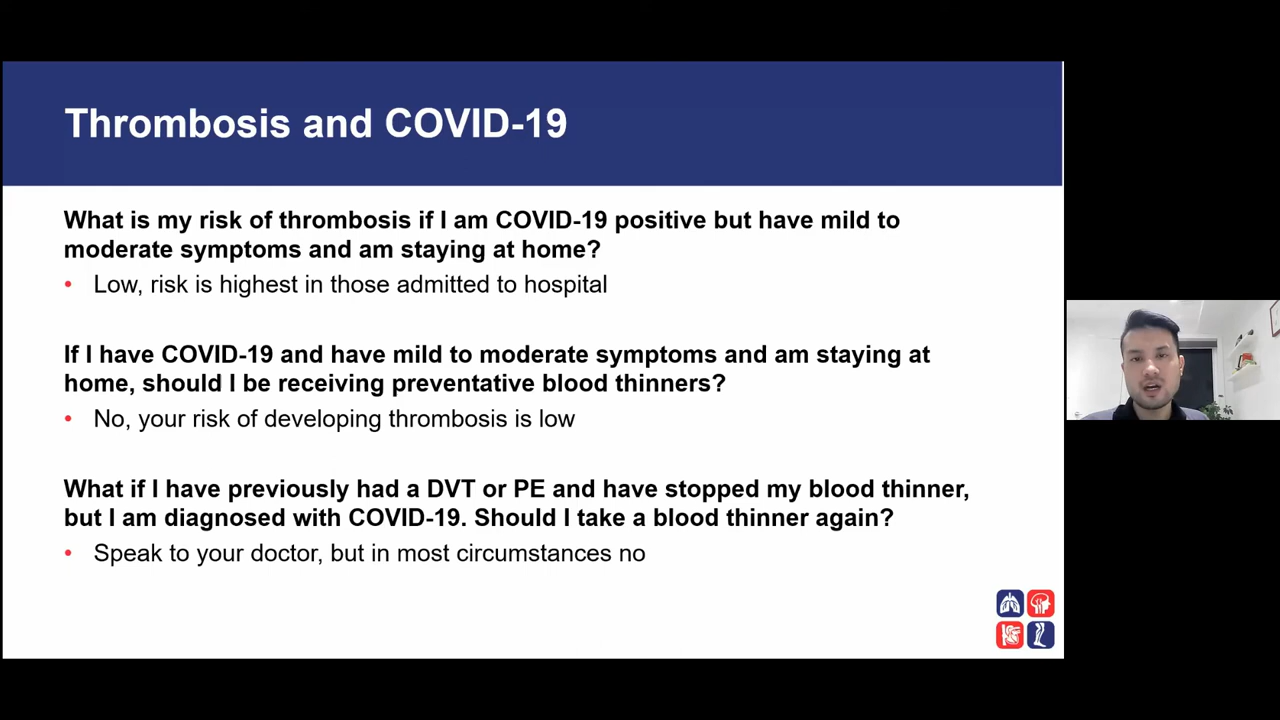 Thrombosis and COVID-19
What is my risk of thrombosis if I am COVID-19 positive but have mild to
moderate symptoms and am staying at home?
• Low, risk is highest in those admitted to hospital
If I have COVID-19 and have mild to moderate symptoms and am staying at
home, should I be receiving preventative blood thinners?
• No, your risk of developing thrombosis is low
What if I have previously had a DVT or PE and have stopped my blood thinner,
but I am diagnosed with COVID-19. Should I take a blood thinner again?
• Speak to your doctor, but in most circumstances no